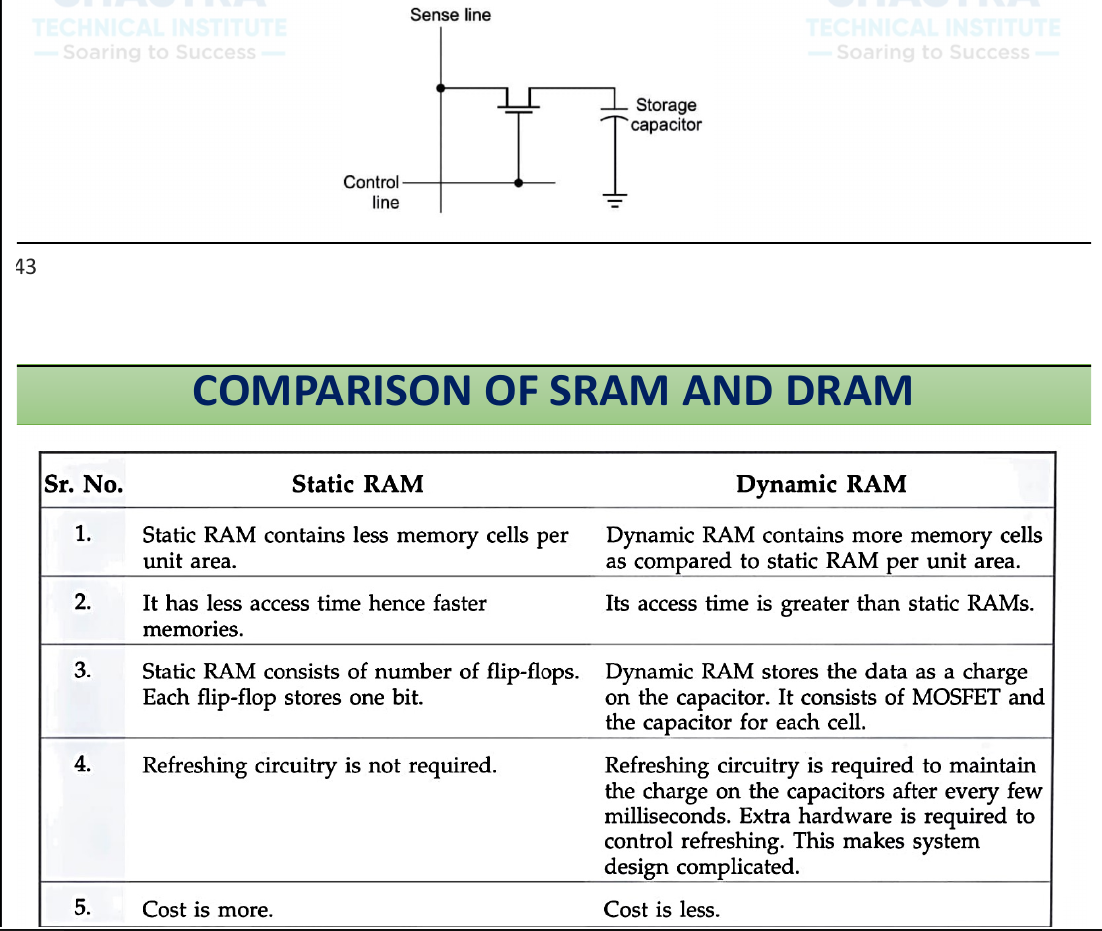 TECHNICAL INSTITUTE
Soaring to Success
TECHNICAL INSTITUTE
Soaring to Success
Sense line
Storage
capacitor
Control
line
43
COMPARISON OF SRAM AND DRAM
Sr. No. Static RAM Dynamic RAM
1. Static RAM contains less memory cells per Dynamic RAM contains more memory cells
unit area. as compared to static RAM per unit area.
2. It has less access time hence faster Its access time is greater than static RAMs.
memories.
3. Static RAM consists of number of flip-flops. Dynamic RAM stores the data as a charge
Each flip-flop stores one bit. on the capacitor. It consists of MOSFET and
the capacitor for each cell.
4. Refreshing circuitry is not required. Refreshing circuitry is required to maintain
the charge on the capacitors after every few
milliseconds. Extra hardware is required to
control refreshing. This makes system
design complicated.
5. Cost is more. Cost is less.